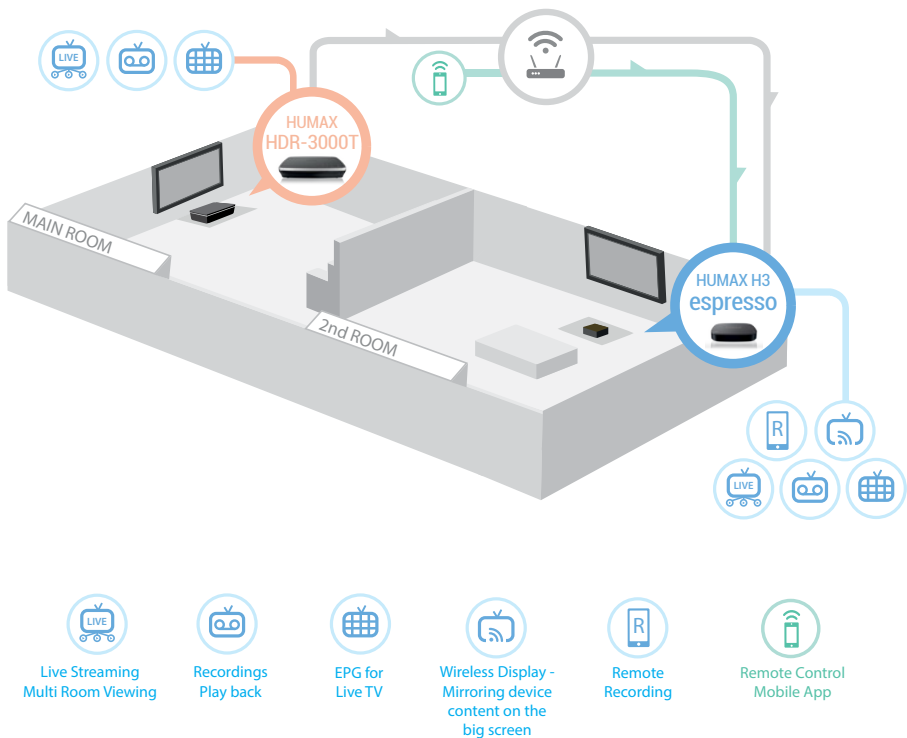 LIVE
HUMAX
HDR-3000T
MAIN ROOM
2nd ROOM
HUMAX H3
espresso
R
LIVE
LIVE
R
Live Streaming
Multi Room Viewing
Recordings
Play back
EPG for
Live TV
Wireless Display -
Mirroring device
content on the
big screen
Remote
Recording
Remote Control
Mobile App